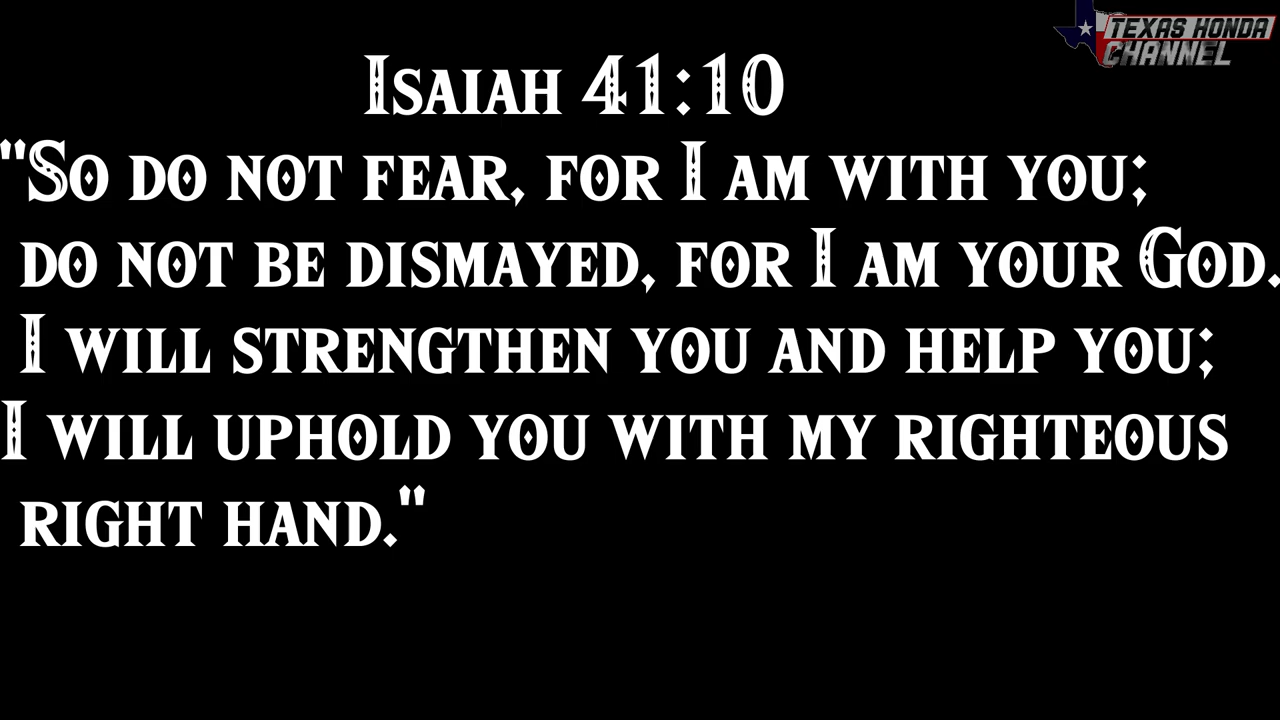 TEXAS HONDA
CHANNEL
Isaiah 41:10
"So do not fear, for I am with you;
do not be dismayed, for I am your God.
I will strengthen you and help you;
I will uphold you with my righteous
right hand."